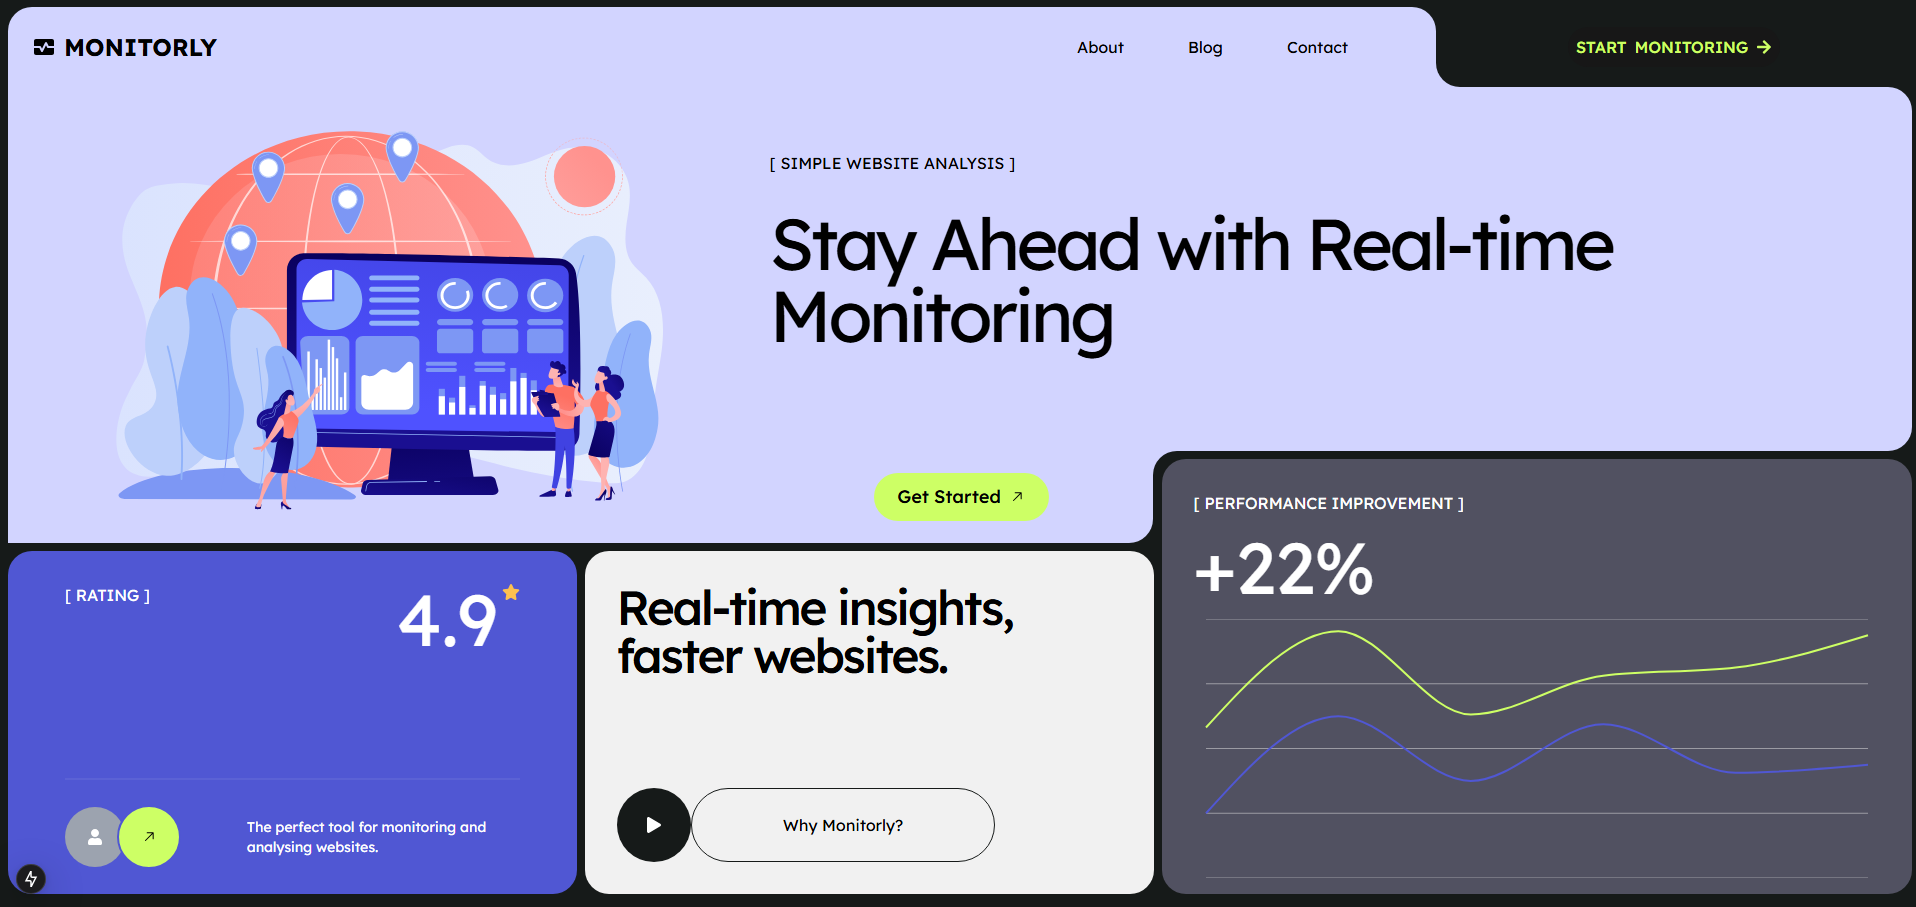 MONITORLY
About
Blog
Contact
START MONITORING →
[ SIMPLE WEBSITE ANALYSIS ]
Stay Ahead with Real-time
Monitoring
Get Started
[ PERFORMANCE IMPROVEMENT ]
+22%
[ RATING ]
4.9
The perfect tool for monitoring and
analysing websites.
Real-time insights,
faster websites.
Why Monitorly?